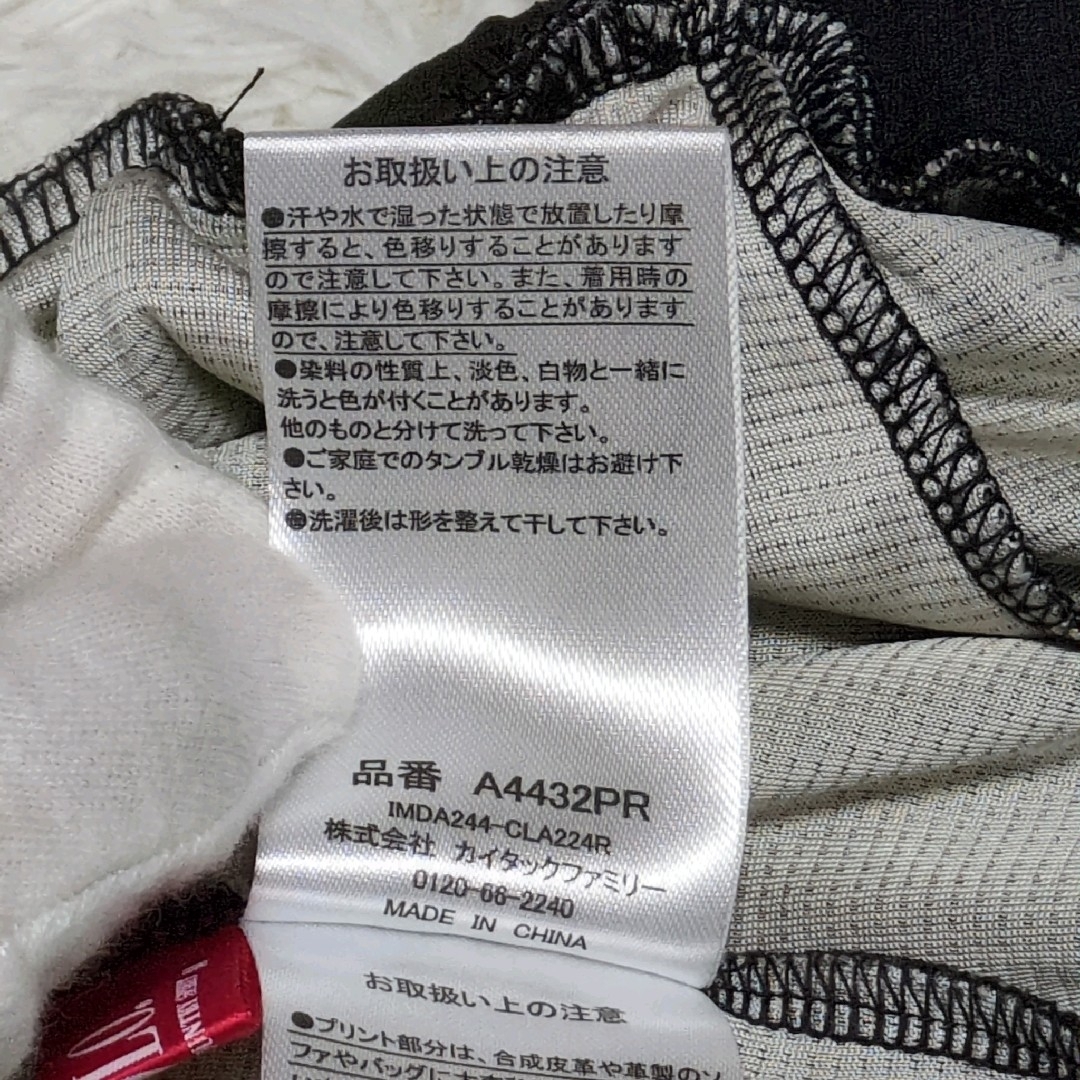 お取扱い上の注意
●汗や水で湿った状態で放置したり摩
擦すると、色移りすることがあります
ので注意して下さい。また、着用時の
摩擦により色移りすることがあります
ので、注意して下さい。
●染料の性質上、淡色、白物と一緒に
洗うと色が付くことがあります。
他のものと分けて洗って下さい。
●ご家庭でのタンブル乾燥はお避け下
さい。
●洗濯後は形を整えて干して下さい。
品番 A4432PR
IMDA244-CLA224R
株式会社 カイタックファミリー
0120-66-2240
MADE IN CHINA
お取扱い上の注意
●プリント部分は、合成皮革や革製のソ
ファやバッグに